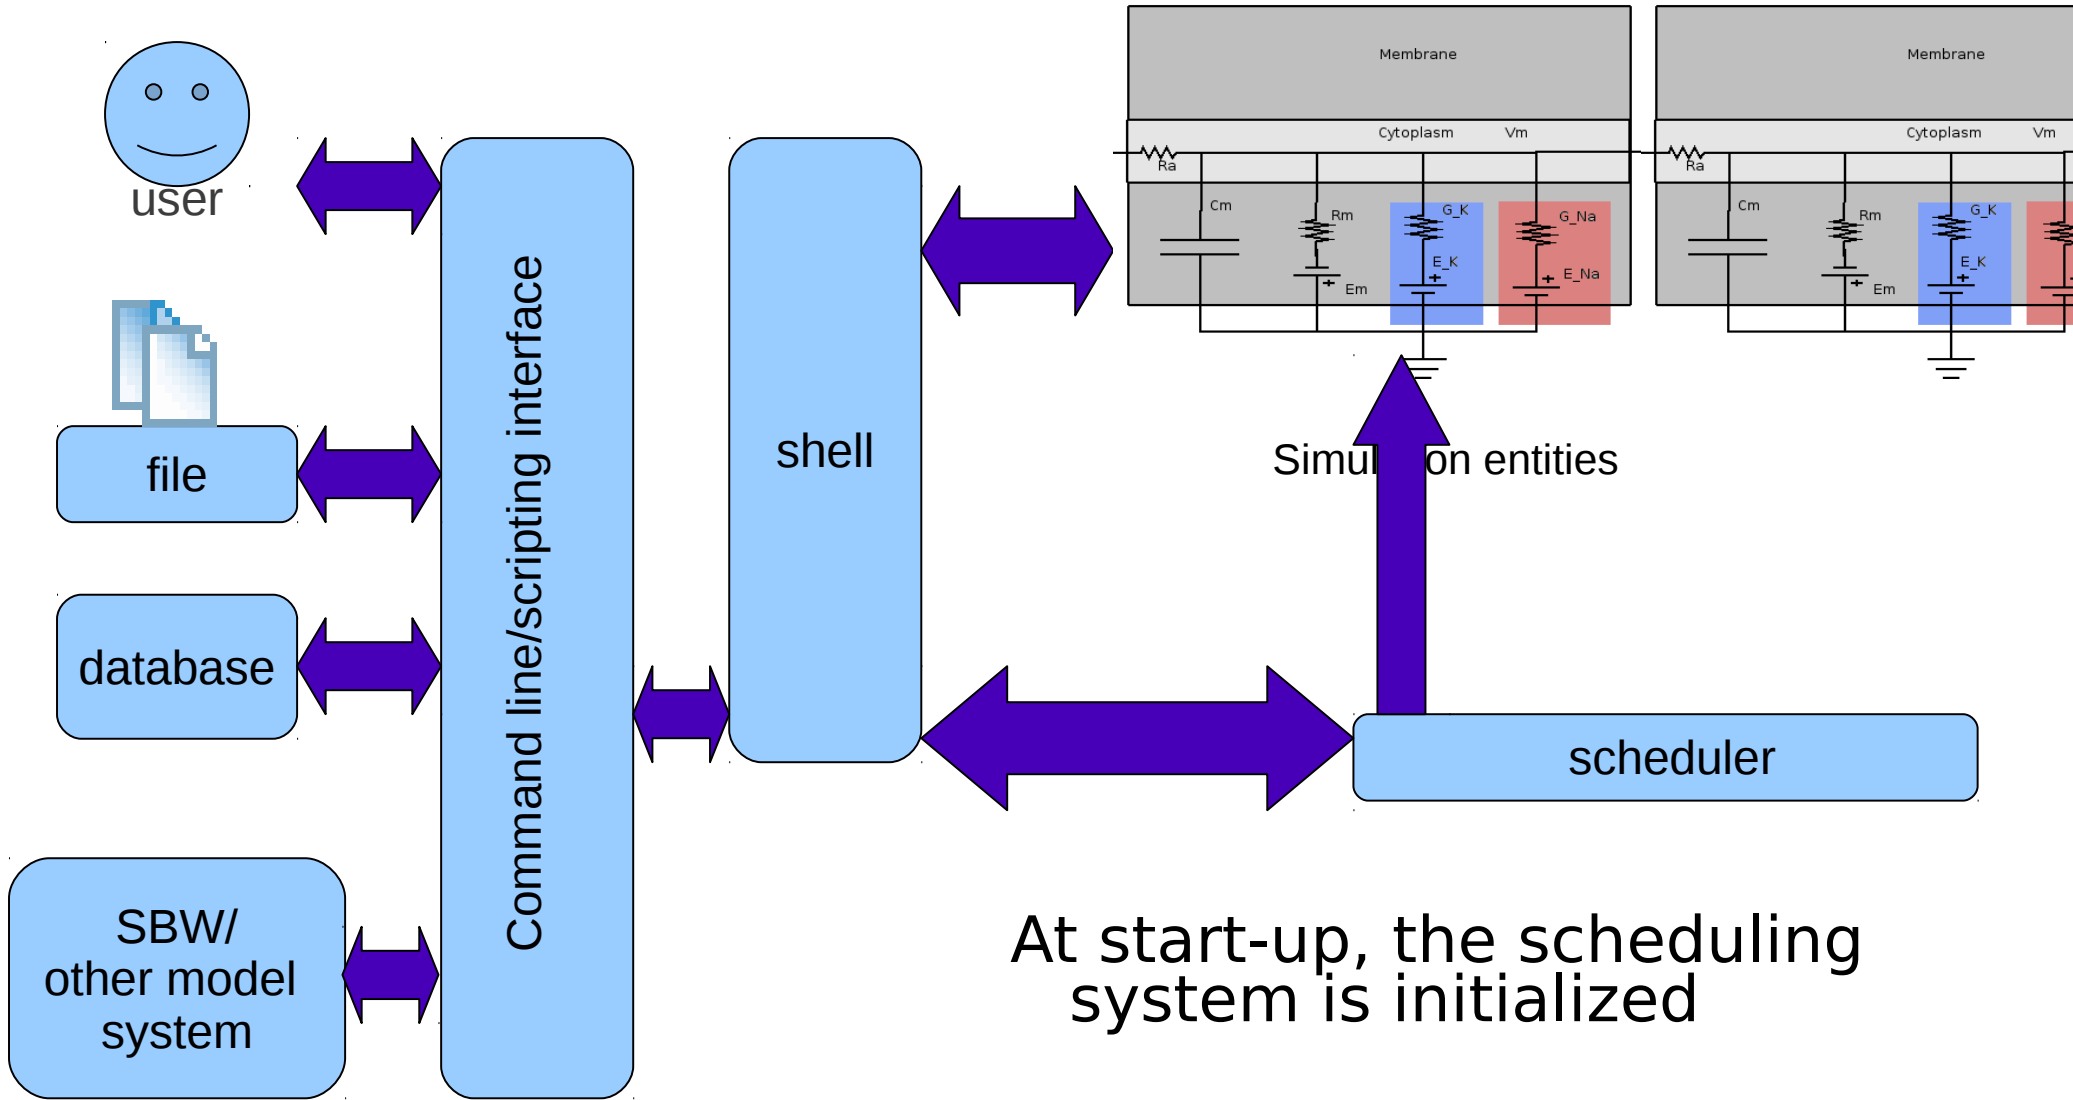 user
file
database
SBW/
other model
system
Command line/scripting interface
shell
Membrane
Cytoplasm Vm
Ra
Cm
Rm
Em
G_K
E_K
G_Na
E_Na
Membrane
Cytoplasm Vm
Ra
Cm
Rm
Em
G_K
E_K
entities
scheduler
At start-up, the scheduling
system is initialized